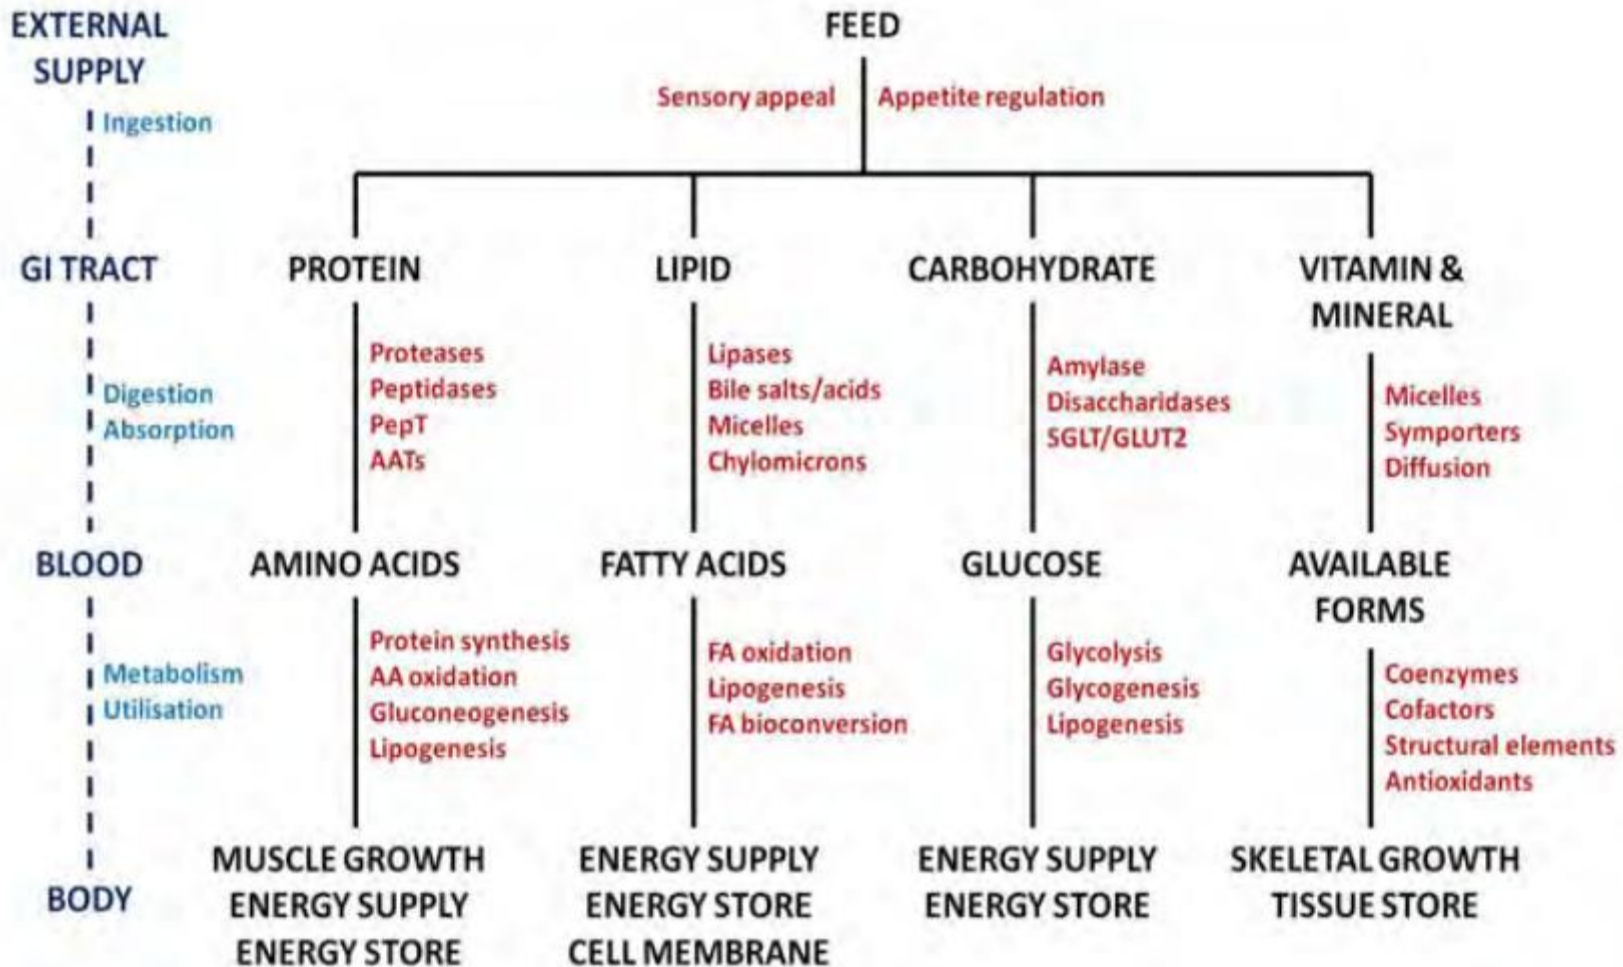 EXTERNAL
SUPPLY
Ingestion
FEED
Sensory appeal
Appetite regulation
GI TRACT
PROTEIN
LIPID
CARBOHYDRATE
VITAMIN &
MINERAL
Digestion
Absorption
Proteases
Peptidases
PepT
AATs
Lipases
Bile salts/acids
Micelles
Chylomicrons
Amylase
Disaccharidases
SGLT/GLUT2
Micelles
Symporters
Diffusion
BLOOD
AMINO ACIDS
FATTY ACIDS
GLUCOSE
AVAILABLE
FORMS
Metabolism
Utilisation
Protein synthesis
AA oxidation
Gluconeogenesis
Lipogenesis
FA oxidation
Lipogenesis
FA bioconversion
Glycolysis
Glycogenesis
Lipogenesis
Coenzymes
Cofactors
Structural elements
Antioxidants
BODY
MUSCLE GROWTH
ENERGY SUPPLY
ENERGY STORE
ENERGY SUPPLY
ENERGY STORE
CELL MEMBRANE
ENERGY SUPPLY
ENERGY STORE
SKELETAL GROWTH
TISSUE STORE